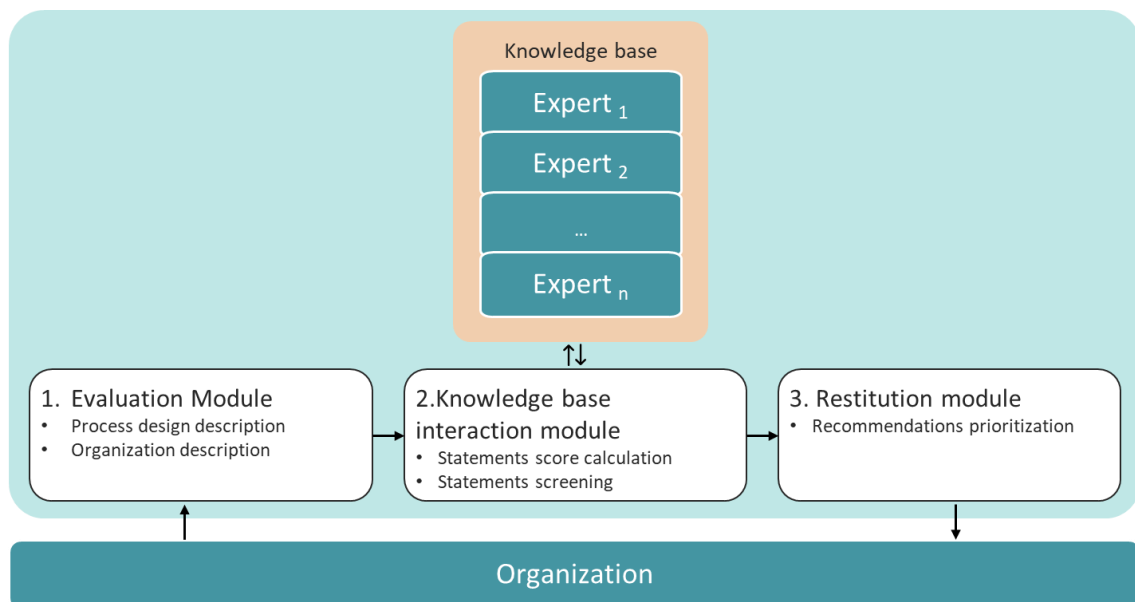 Knowledge base
Expert 1
Expert 2
...
Expert n
1. Evaluation Module
• Process design description
• Organization description
2.Knowledge base
interaction module
• Statements score calculation
• Statements screening
3. Restitution module
• Recommendations prioritization
Organization